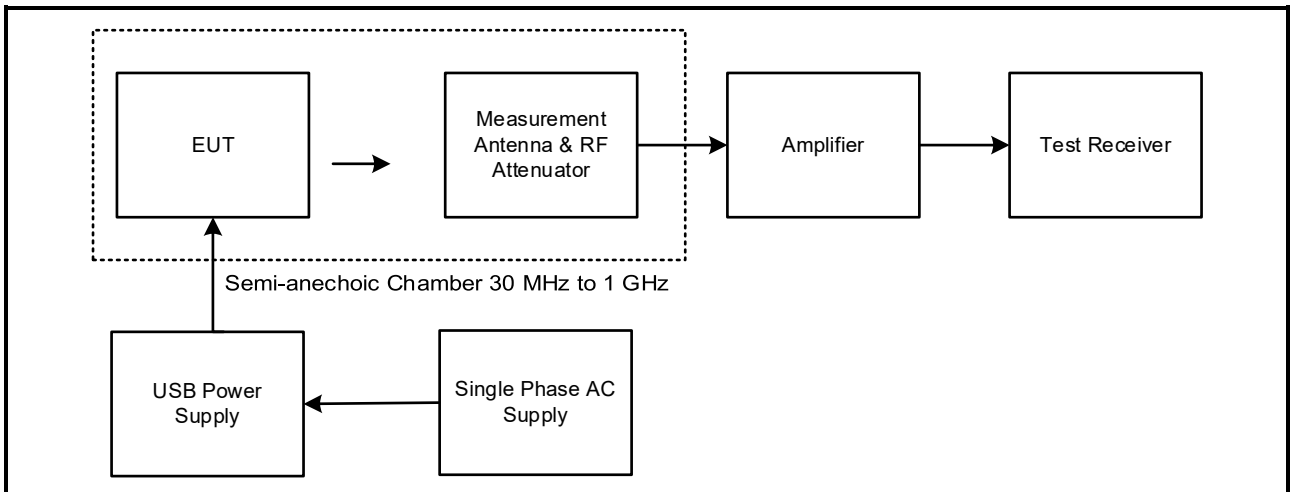 EUT
Measurement
Antenna & RF
Attenuator
Amplifier
Test Receiver
Semi-anechoic Chamber 30 MHz to 1 GHz
USB Power
Supply
Single Phase AC
Supply